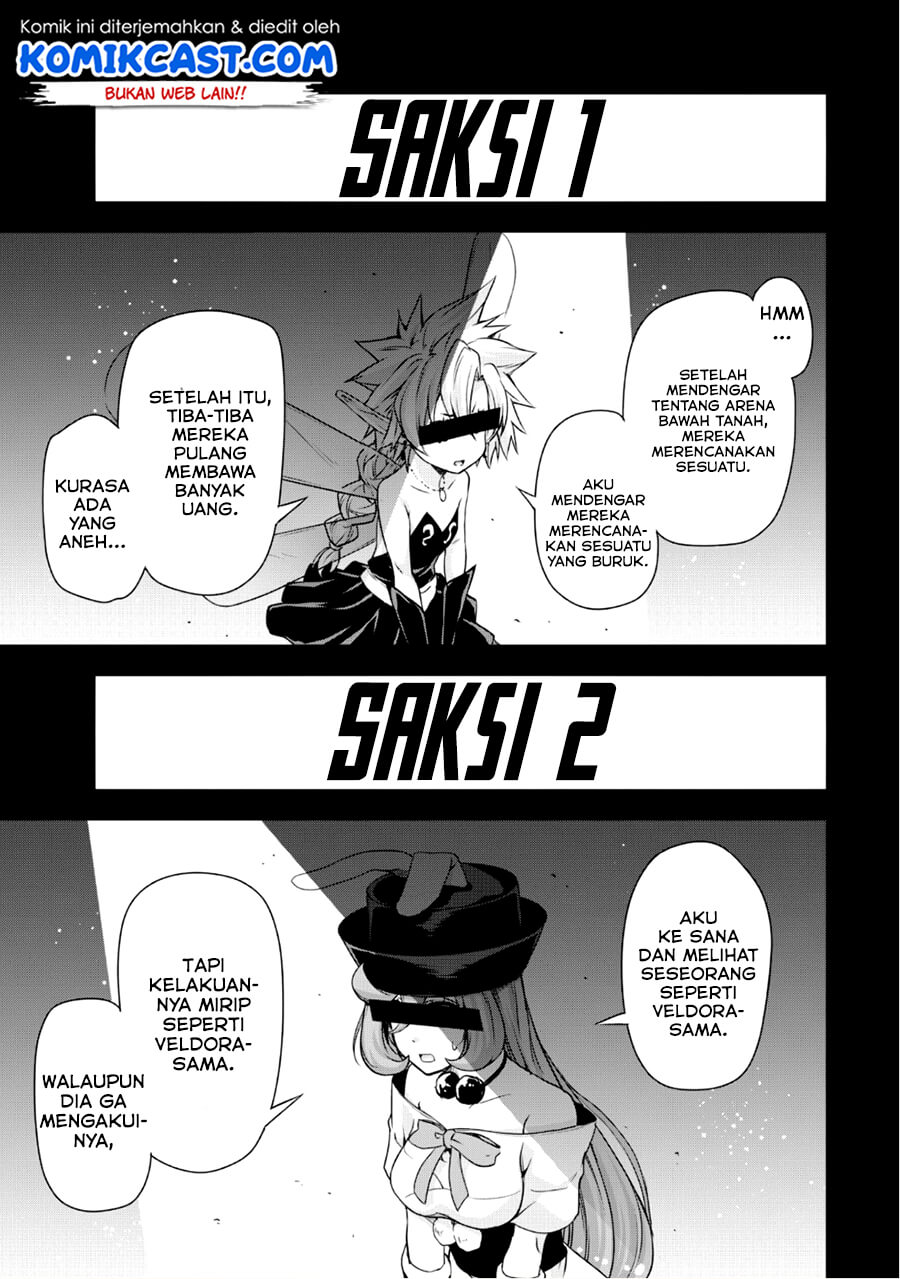 Komik ini diterjemahkan & diedit oleh
KOMIKCAST.COM
BUKAN WEB LAIN!!
SAKSI 1
HMM
...
SETELAH
MENDENGAR
TENTANG ARENA
BAWAH TANAH,
MEREKA
MERENCANAKAN
SESUATU.
AKU
MENDENGAR
MEREKA
MERENCANA-
KAN SESUATU
YANG BURUK.
SETELAH ITU,
TIBA-TIBA
MEREKA
PULANG
MEMBAWA
BANYAK
UANG.
KURASA
ADA
YANG
ANEH...
SAKSI 2
AKU
KE SANA
DAN MELIHAT
SESEORANG
SEPERTI
VELDORA-
SAMA.
TAPI
KELAKUAN-
NYA MIRIP
SEPERTI
VELDORA-
SAMA.
WALAUPUN
DIA GA
MENGAKUI-
NYA,